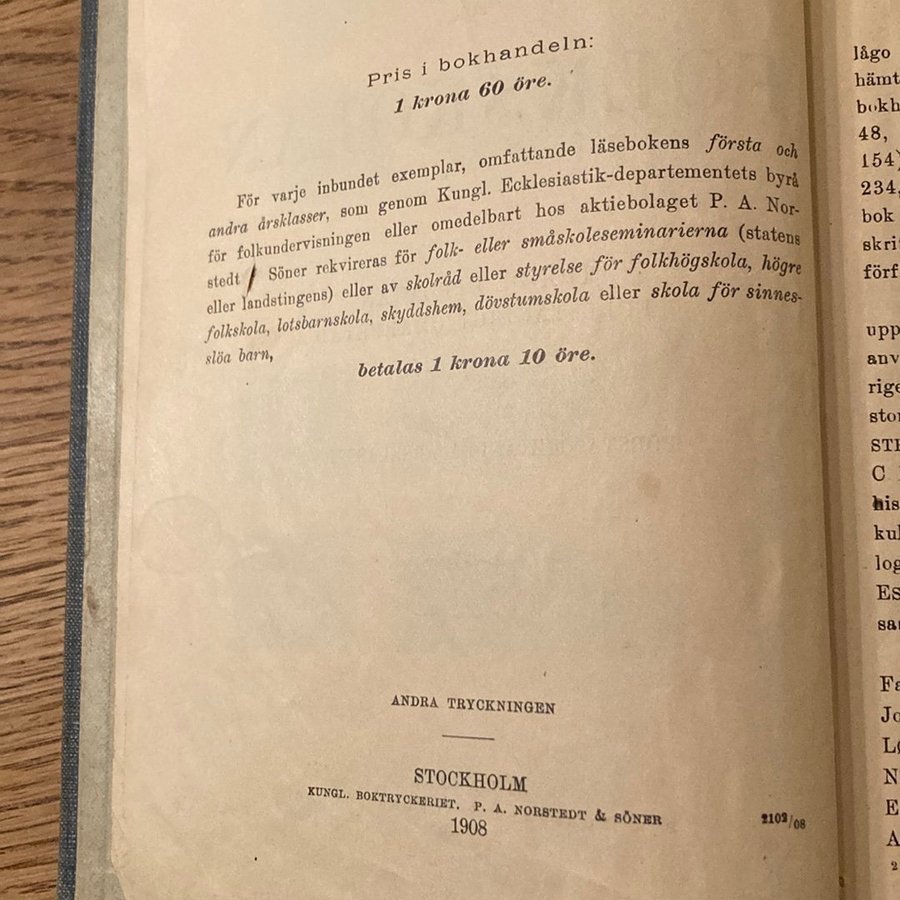 Pris i bokhandeln:
1 krona 60 öre.
För varje inbundet exemplar, omfattande läsebokens första och
andra årsklasser, som genom Kungl. Ecklesiastik-departementets byrå
för folkundervisningen eller omedelbart hos aktiebolaget P. A. Nor-
stedt Söner rekvireras för folk- eller småskoleseminarierna (statens
eller landstingens) eller av skolråd eller styrelse för folkhögskola, högre
folkskola, lotsbarnskola, skyddshem, dövstumskola eller skola för sinnes-
slöa barn,
betalas 1 krona 10 öre.
ANDRA TRYCKNINGEN
STOCKHOLM
KUNGL. BOKTRYCKERIET. P. A. NORSTEDT & SÖNER
1908
2102/08
lågo
hämt
bokh
48,
154)
234,
bok
skri
förf
upp
anv
rige
stor
STE
C
his
kul
log
Es
sa
Fa
Jo
L
N
E
A
2